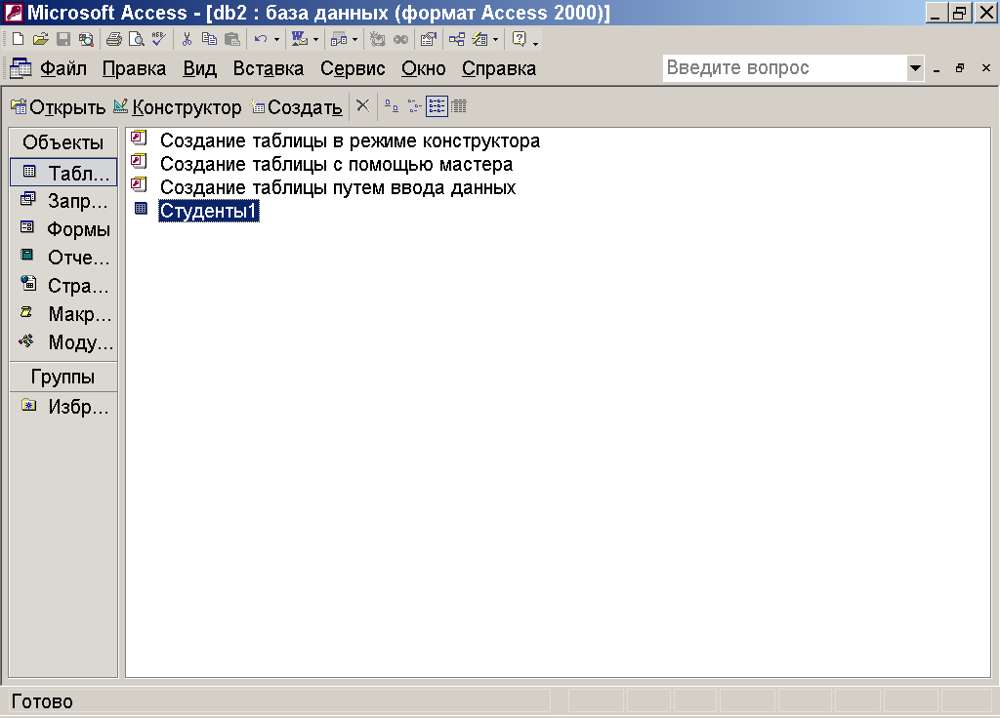 Microsoft Access - [db2 : база данных (формат Access 2000)]
Файл Правка Вид Вставка Сервис Окно Справка Введите вопрос
Открыть Конструктор Создать
Объекты
Табл...
Запр...
Формы
Отче...
Стра...
Макр...
Моду...
Группы
Избр...
Создание таблицы в режиме конструктора
Создание таблицы с помощью мастера
Создание таблицы путем ввода данных
Студенты1
Готово